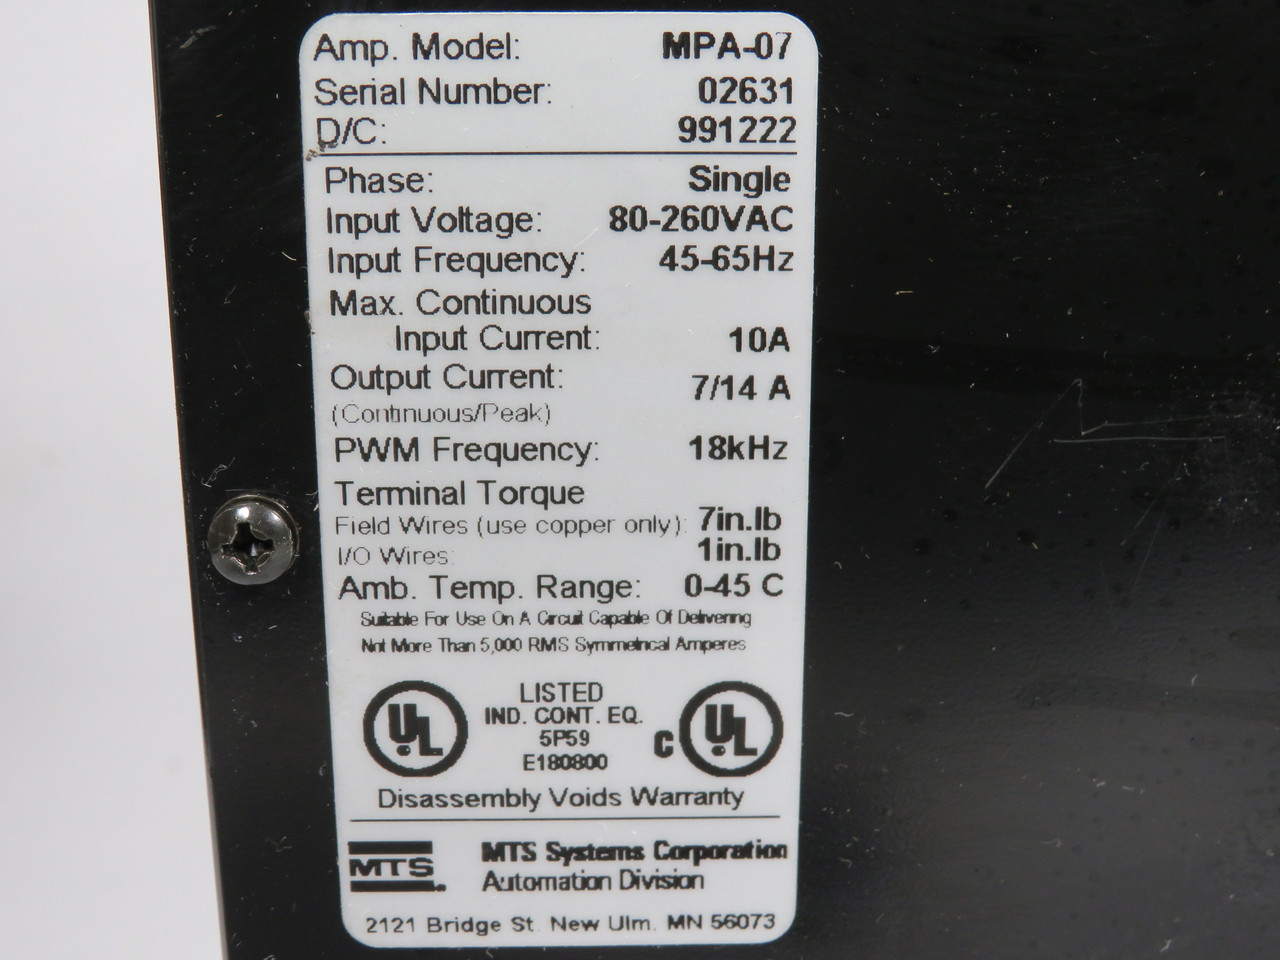 Amp. Model: MPA-07
Serial Number: 02631
D/C: 991222
Phase: Single
Input Voltage: 80-260VAC
Input Frequency: 45-65Hz
Max. Continuous
Input Current: 10A
Output Current: 7/14 A
(Continuous/Peak)
PWM Frequency: 18kHz
Terminal Torque
Field Wires (use copper only): 7in.lb
I/O Wires: 1in.lb
Amb. Temp. Range: 0-45 C
Suitable For Use On A Circuit Capable Of Delivering
Not More Than 5,000 RMS Symmetrical Amperes
UL LISTED C UL
IND. CONT. EQ.
5P59
E180800
Disassembly Voids Warranty
MTS MTS Systems Corporation
Automation Division
2121 Bridge St. New Ulm. MN 56073